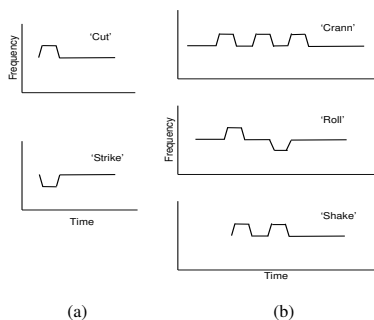 Frequency
'Cut'
'Strike'
Time
(a)
'Crann'
Frequency
'Roll'
'Shake'
Time
(b)